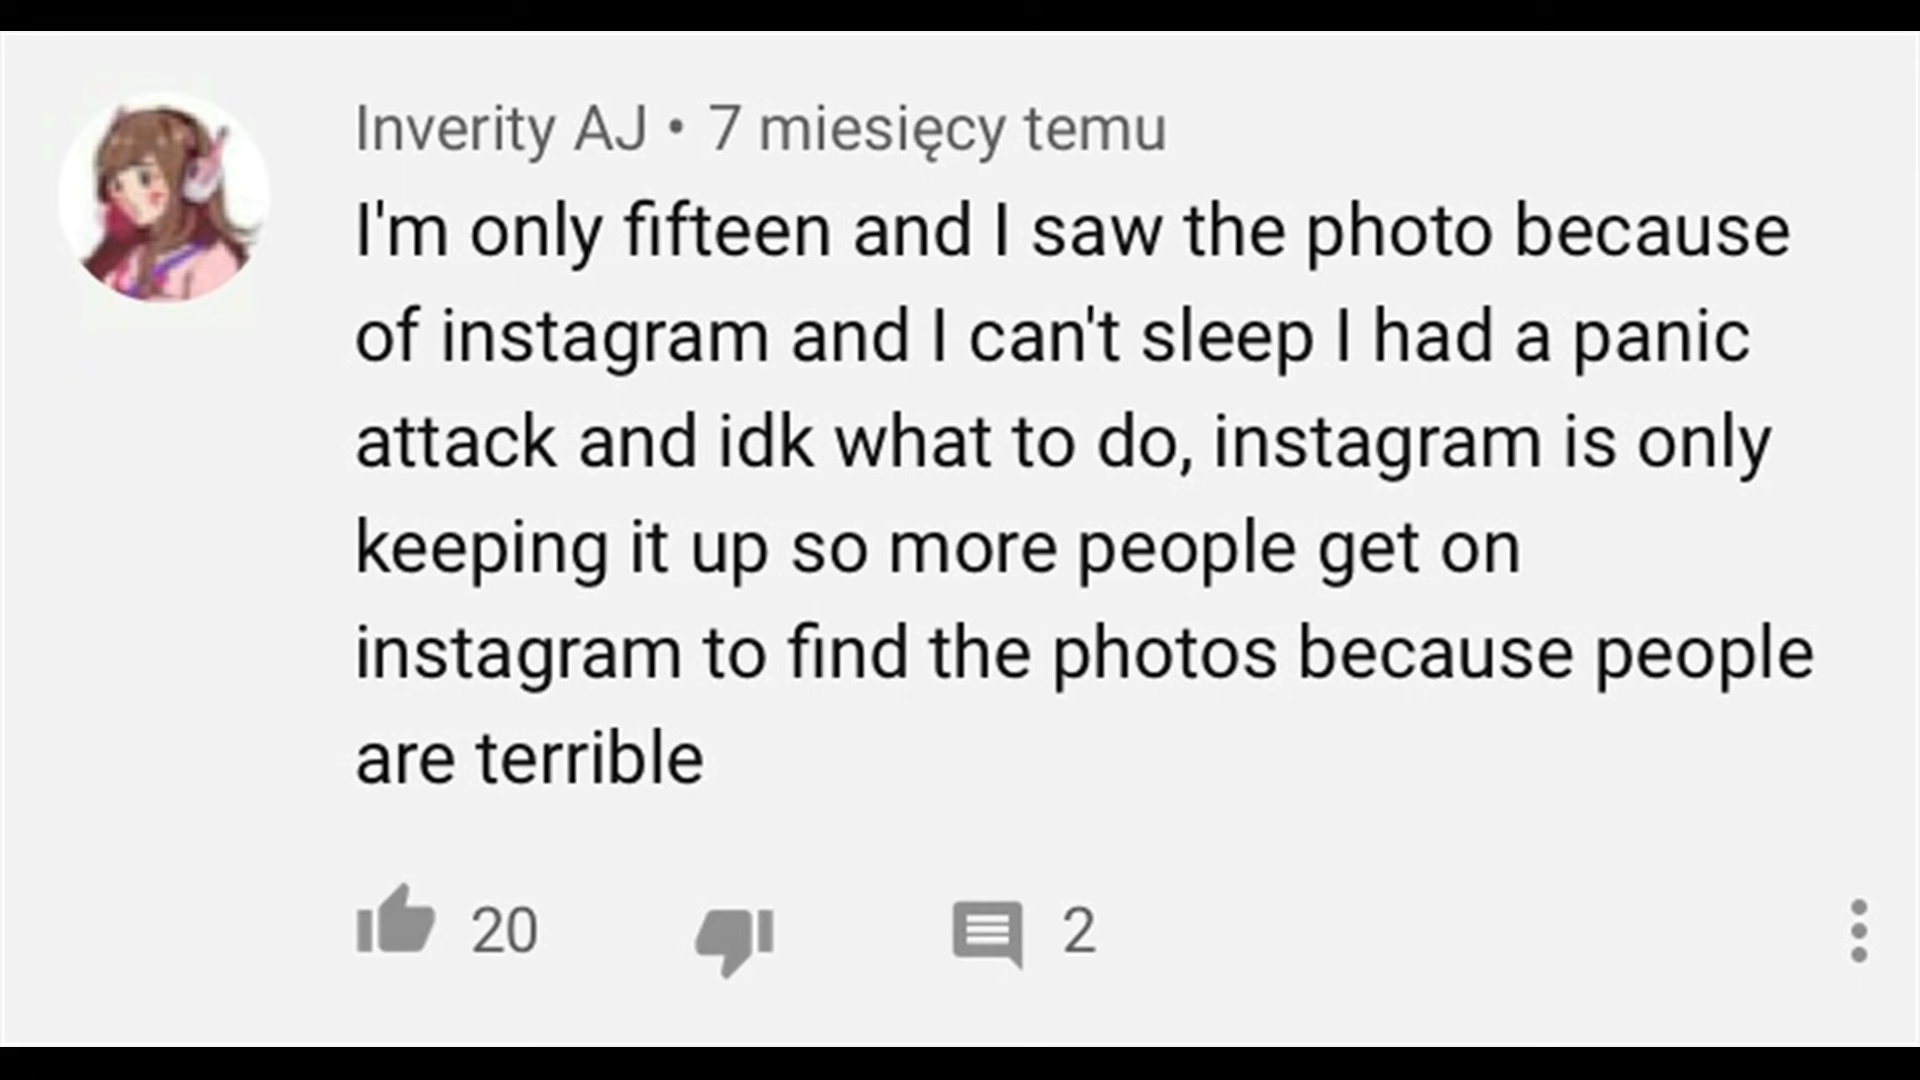 Inverity AJ • 7 miesięcy temu
I'm only fifteen and I saw the photo because
of instagram and I can't sleep I had a panic
attack and idk what to do, instagram is only
keeping it up so more people get on
instagram to find the photos because people
are terrible
20 2